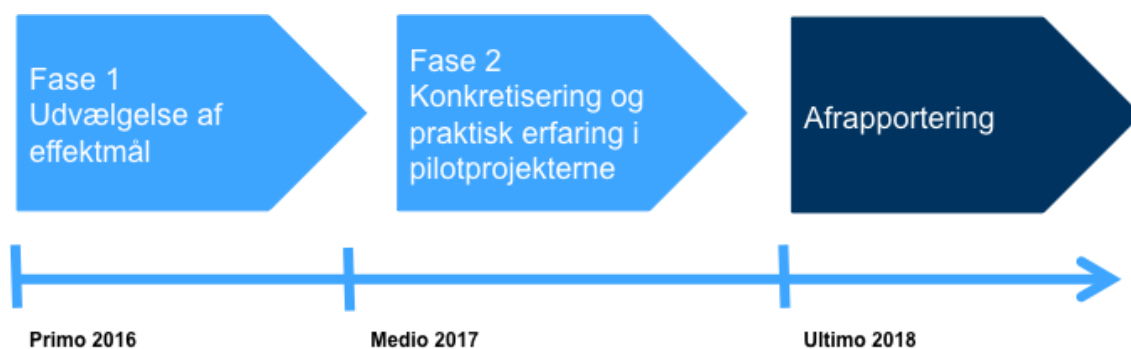 Fase 1
Udvælgelse af
effektmål
Fase 2
Konkretisering og
praktisk erfaring i
pilotprojekterne
Afrapportering
Primo 2016
Medio 2017
Ultimo 2018